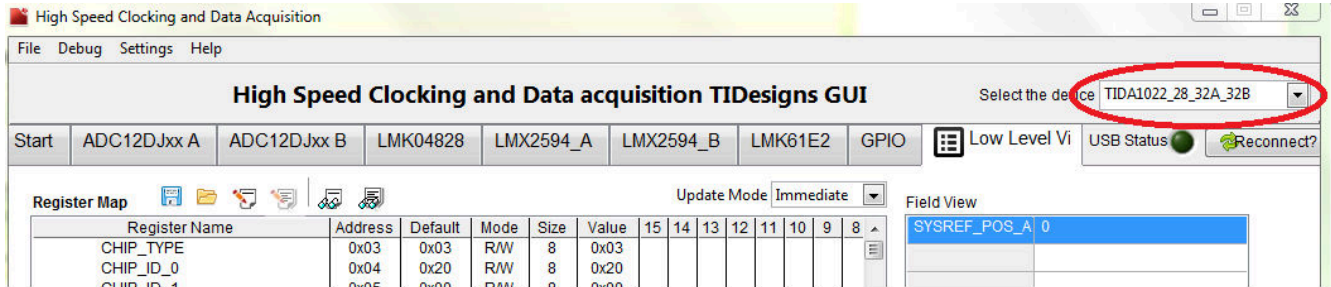 High Speed Clocking and Data Acquisition
File Debug Settings Help
High Speed Clocking and Data acquisition TIDesigns GUI
Select the device TIDA1022_28_32A_32B
Start ADC12DJxx A ADC12DJxx B LMK04828 LMX2594_A LMX2594_B LMK61E2 GPIO Low Level Vi USB Status Reconnect?
Register Map Update Mode Immediate Field View
Register Name Address Default Mode Size Value 15 14 13 12 11 10 9 8 SYSREF_POS_A 0
CHIP_TYPE 0x03 0x03 R/W 8 0x03
CHIP_ID_0 0x04 0x20 R/W 8 0x20